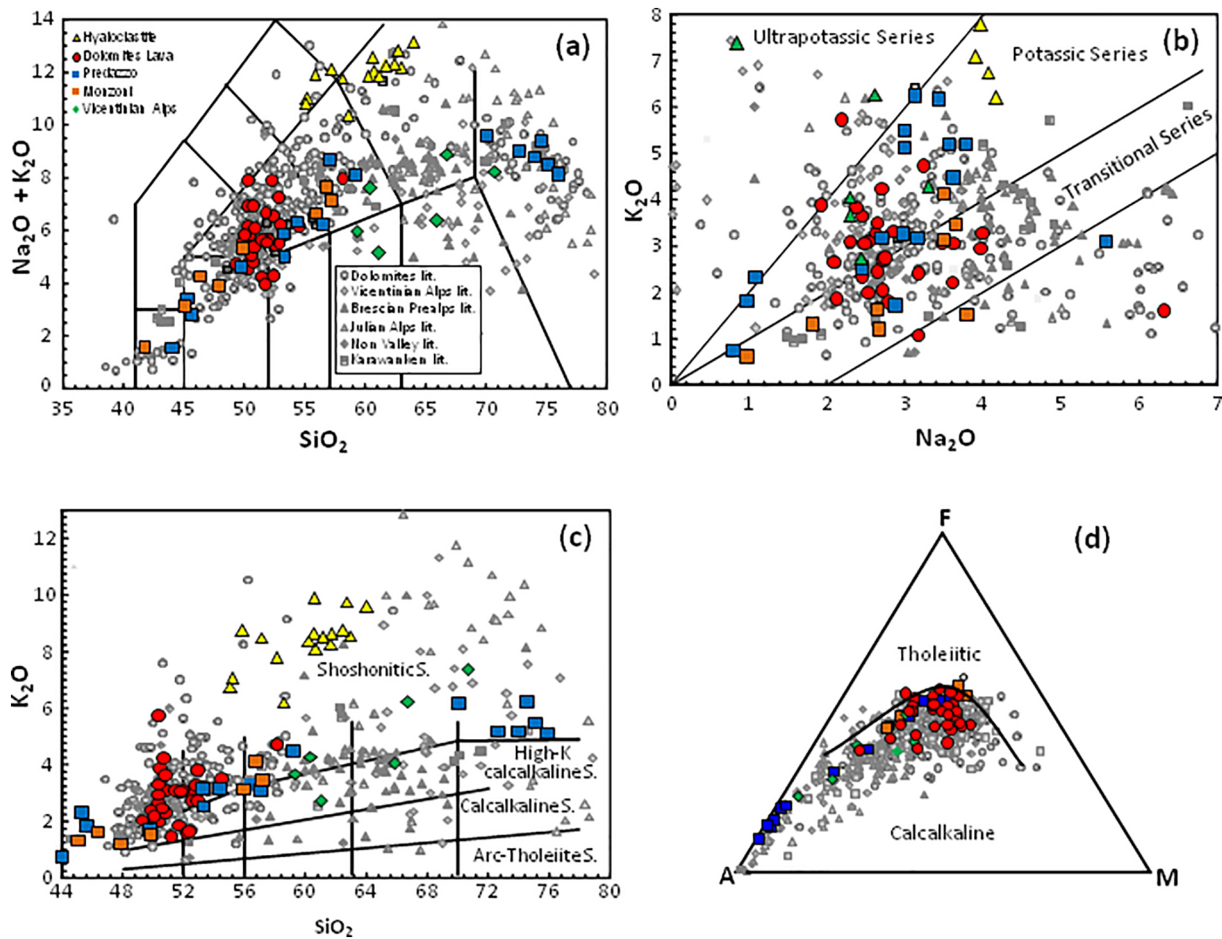 (a)
Hyaloclastite
Dolomites Lava
Predazzo
Monzoni
Vicentinian Alps
Dolomites lit.
Vicentinian Alps lit.
Brescian Prealps lit.
Julian Alps lit.
Non Valley lit.
Karawanken lit.
Na₂O + K₂O
14
12
10
8
6
4
2
0
35 40 45 50 55 60 65 70 75 80
SiO₂
(b)
Ultrapotassic Series
Potassic Series
Transitional Series
K₂O
8
7
6
5
4
3
2
1
0
0 1 2 3 4 5 6 7
Na₂O
(c)
Shoshonitic S.
High-K
calcalkaline S.
Calcalkaline S.
Arc-Tholeiite S.
K₂O
12
10
8
6
4
2
0
44 48 52 56 60 64 68 72 76 80
SiO₂
(d)
F
Tholeiitic
Calcalkaline
A
M